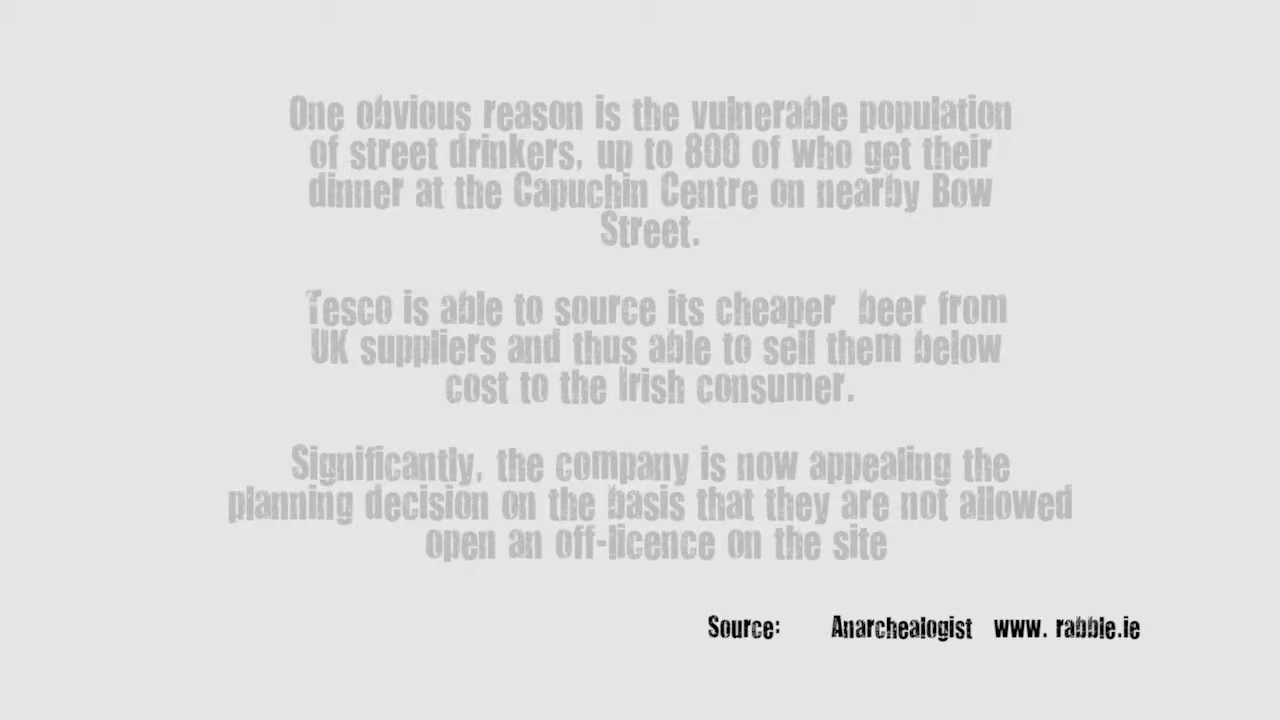 One obvious reason is the vulnerable population
of street drinkers, up to 800 of who get their
dinner at the Capuchin Centre on nearby Bow
Street.
Tesco is able to source its cheaper beer from
UK suppliers and thus able to sell them below
cost to the Irish consumer.
Significantly, the company is now appealing the
planning decision on the basis that they are not allowed
open an off-licence on the site
Source: Anarchealogist www. rabble.ie